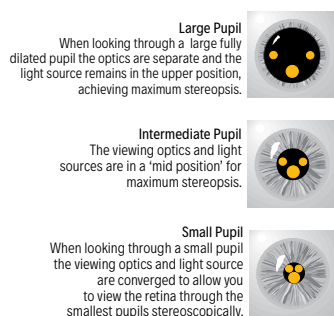 Large Pupil
When looking through a large fully
dilated pupil the optics are separate and the
light source remains in the upper position,
achieving maximum stereopsis.
Intermediate Pupil
The viewing optics and light
sources are in a ‘mid position’ for
maximum stereopsis.
Small Pupil
When looking through a small pupil
the viewing optics and light source
are converged to allow you
to view the retina through the
smallest pupils stereoscopically.